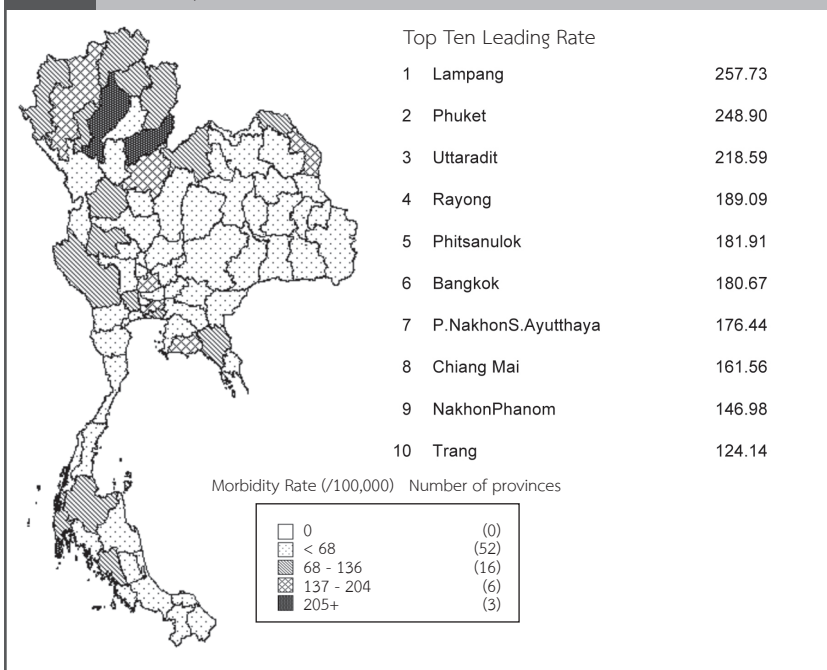 Top Ten Leading Rate
1 Lampang 257.73
2 Phuket 248.90
3 Uttaradit 218.59
4 Rayong 189.09
5 Phitsanulok 181.91
6 Bangkok 180.67
7 P.NakhonS.Ayutthaya 176.44
8 Chiang Mai 161.56
9 NakhonPhanom 146.98
10 Trang 124.14
Morbidity Rate (/100,000) Number of provinces
0 (0)
< 68 (52)
68 - 136 (16)
137 - 204 (6)
205+ (3)